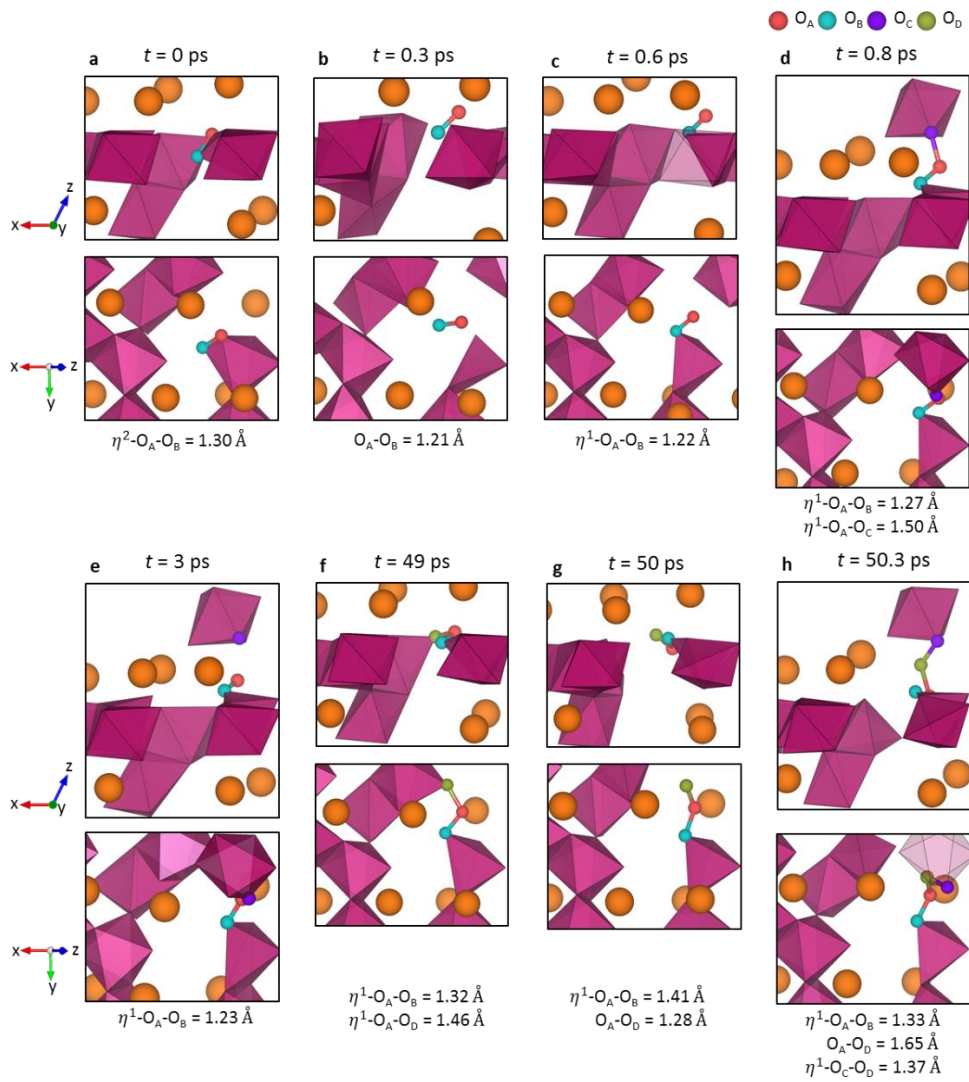 O_A O_B O_C O_D
a t = 0 ps
b t = 0.3 ps
c t = 0.6 ps
d t = 0.8 ps
z
x
y
x
z
y
η²-O_A-O_B = 1.30 Å
O_A-O_B = 1.21 Å
η¹-O_A-O_B = 1.22 Å
η¹-O_A-O_B = 1.27 Å
η¹-O_A-O_C = 1.50 Å
e t = 3 ps
f t = 49 ps
g t = 50 ps
h t = 50.3 ps
z
x
y
x
z
y
η¹-O_A-O_B = 1.23 Å
η¹-O_A-O_B = 1.32 Å
η¹-O_A-O_D = 1.46 Å
η¹-O_A-O_B = 1.41 Å
O_A-O_D = 1.28 Å
η¹-O_A-O_B = 1.33 Å
O_A-O_D = 1.65 Å
η¹-O_C-O_D = 1.37 Å